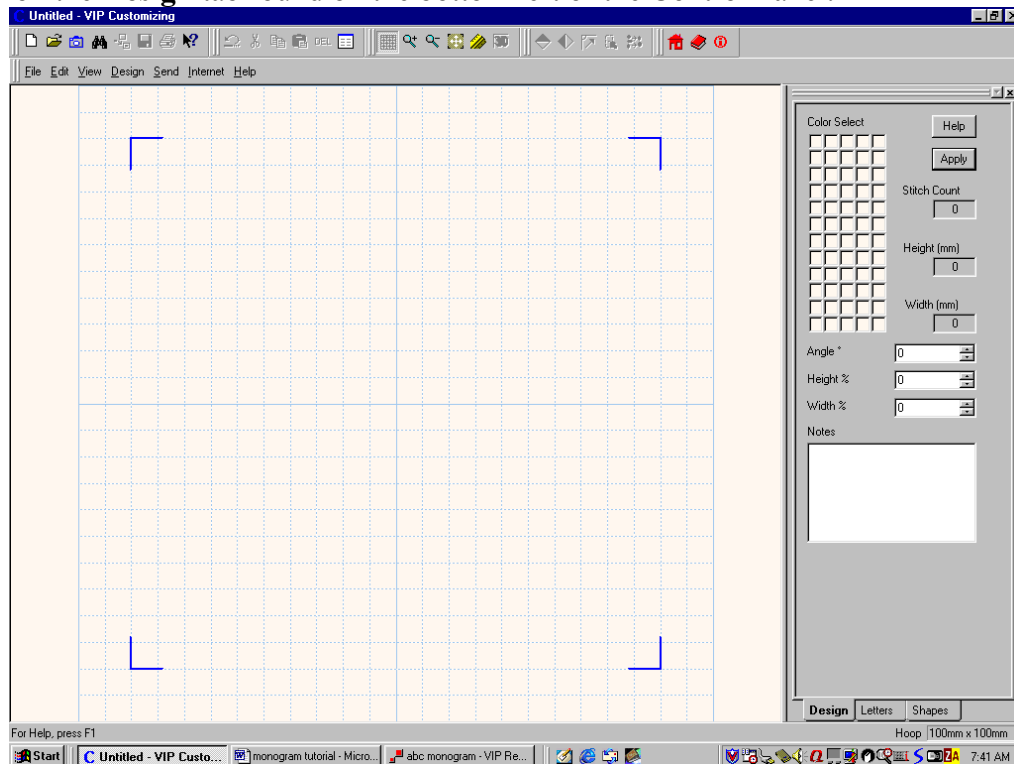 Untitled - VIP Customizing
DEL
3D
File Edit View Design Send Internet Help
Color Select
Help
Apply
Stitch Count
0
Height (mm)
0
Width (mm)
0
Angle °
0
Height %
0
Width %
0
Notes
Design Letters Shapes
For Help, press F1
Hoop 100mm x 100mm
Start
C Untitled - VIP Custo...
monogram tutorial - Micro...
abc monogram - VIP Re...
7:41 AM